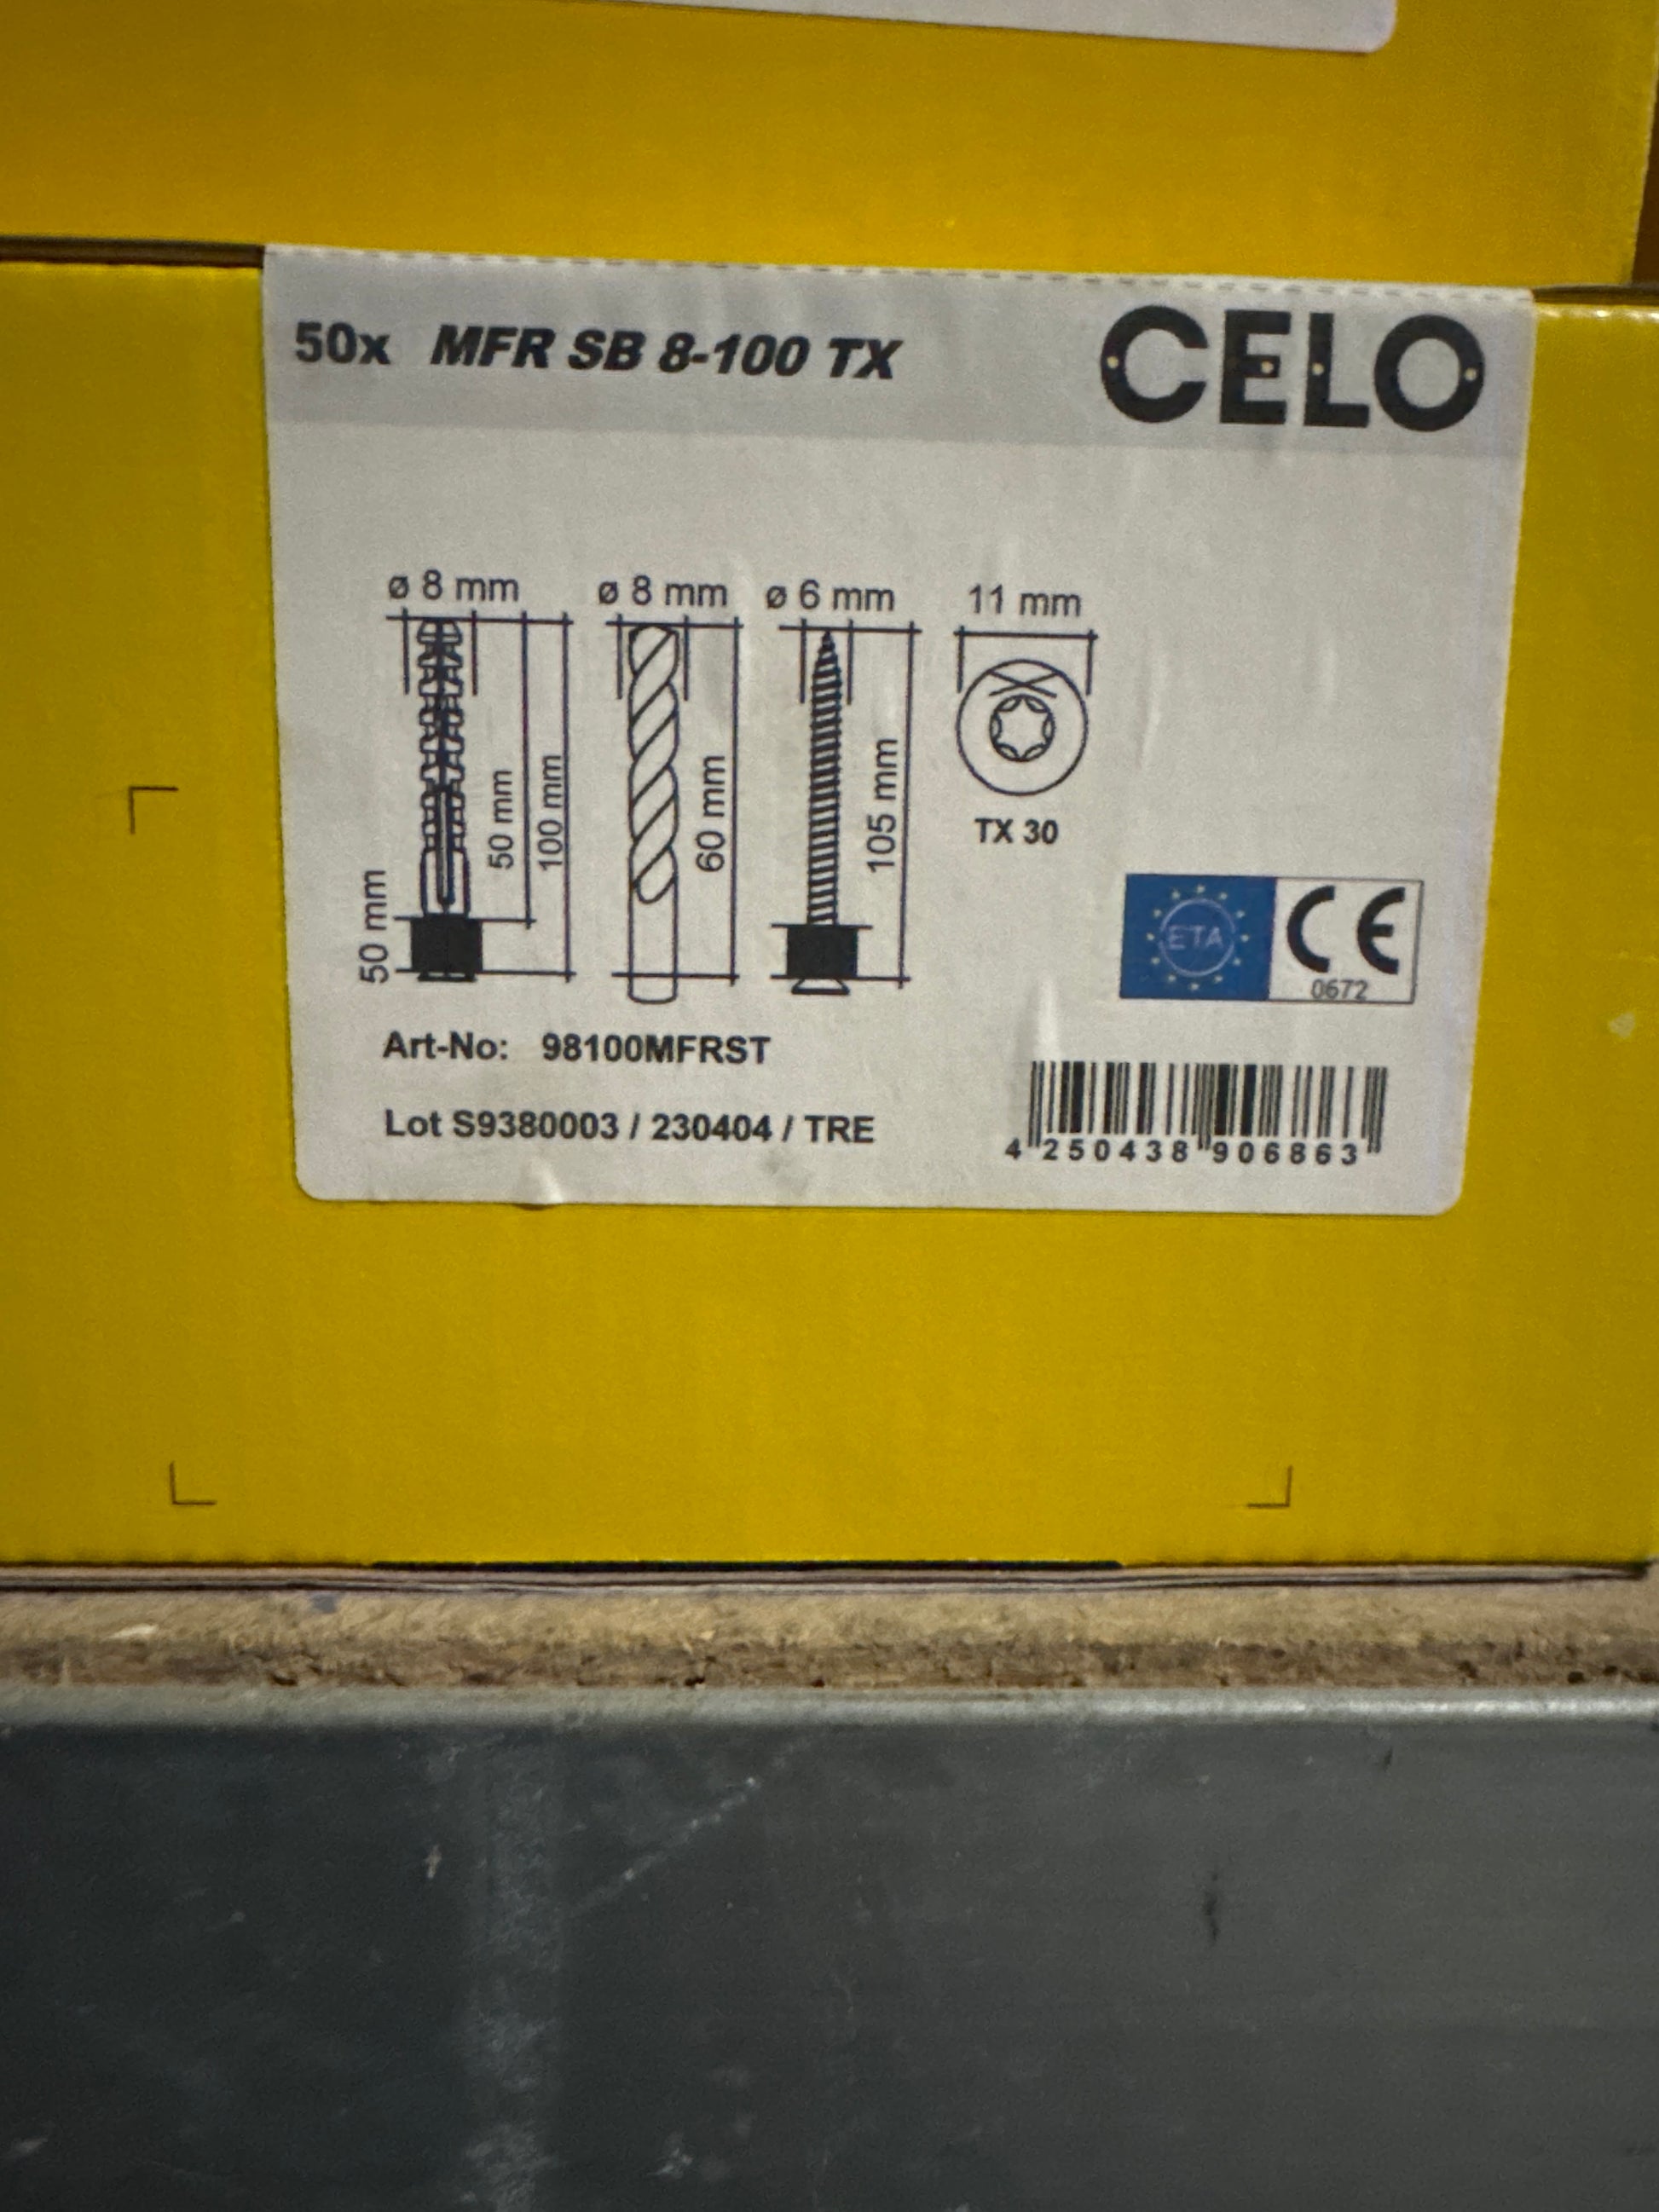 50x MFR SB 8-100 TX
CELO
ø 8 mm
ø 8 mm
ø 6 mm
11 mm
50 mm
50 mm
100 mm
60 mm
105 mm
TX 30
ETA
CE
0672
Art-No: 98100MFRST
Lot S9380003 / 230404 / TRE
4 250438 906863